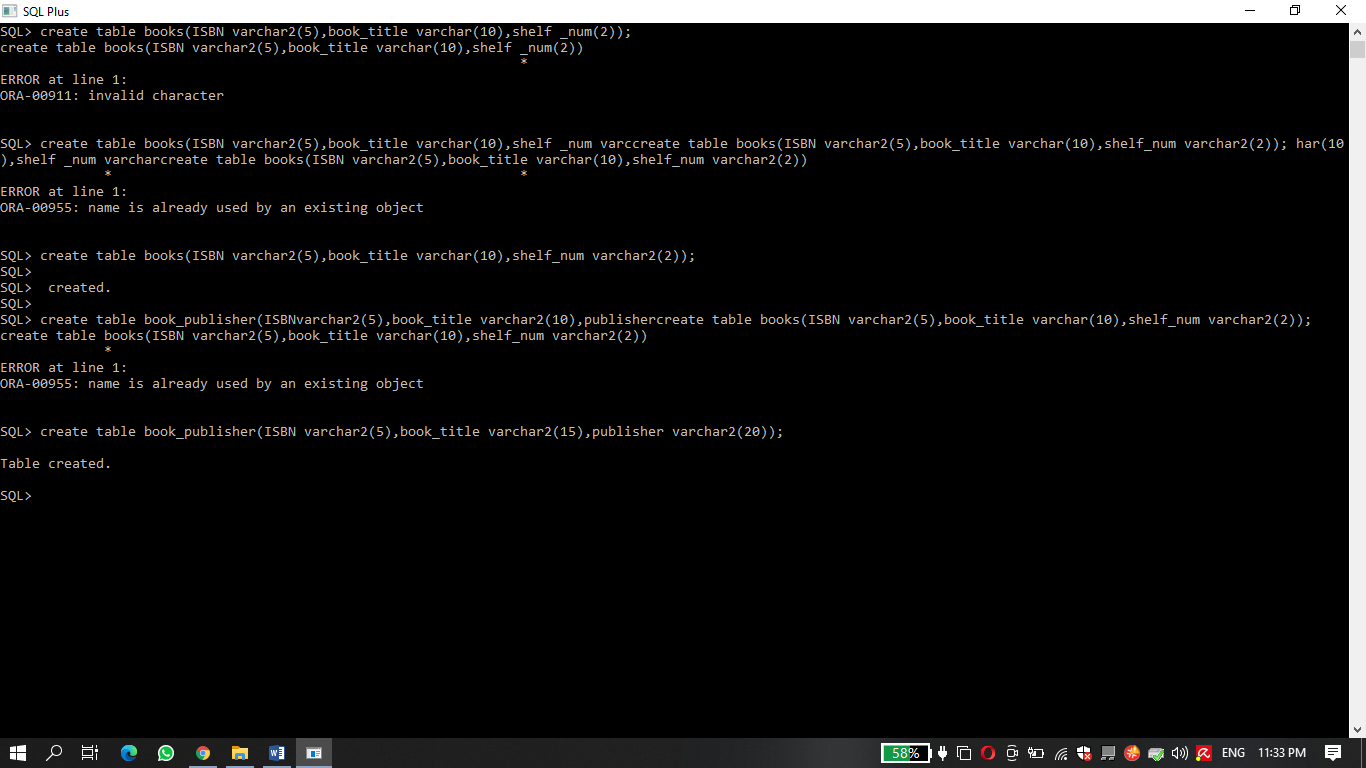 SQL Plus
SQL> create table books(ISBN varchar2(5),book_title varchar(10),shelf _num(2));
create table books(ISBN varchar2(5),book_title varchar(10),shelf _num(2))
*
ERROR at line 1:
ORA-00911: invalid character
SQL> create table books(ISBN varchar2(5),book_title varchar(10),shelf _num varccreate table books(ISBN varchar2(5),book_title varchar(10),shelf_num varchar2(2)); har(10
),shelf _num varcharcreate table books(ISBN varchar2(5),book_title varchar(10),shelf_num varchar2(2))
* *
ERROR at line 1:
ORA-00955: name is already used by an existing object
SQL> create table books(ISBN varchar2(5),book_title varchar(10),shelf_num varchar2(2));
SQL>
SQL>  created.
SQL>
SQL> create table book_publisher(ISBNvarchar2(5),book_title varchar2(10),publishercreate table books(ISBN varchar2(5),book_title varchar(10),shelf_num varchar2(2));
create table books(ISBN varchar2(5),book_title varchar(10),shelf_num varchar2(2))
*
ERROR at line 1:
ORA-00955: name is already used by an existing object
SQL> create table book_publisher(ISBN varchar2(5),book_title varchar2(15),publisher varchar2(20));
Table created.
SQL>
58% ENG 11:33 PM